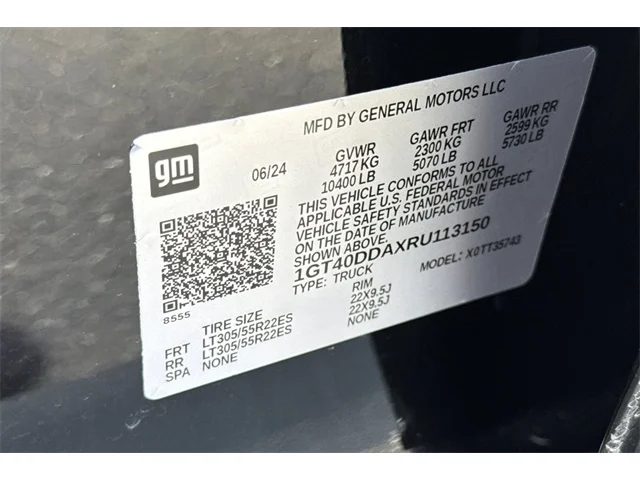 MFD BY GENERAL MOTORS LLC
gm
06/24
GVWR GAWR FRT GAWR RR
4717 KG 2300 KG 2599 KG
10400 LB 5070 LB 5730 LB
THIS VEHICLE CONFORMS TO ALL
APPLICABLE U.S. FEDERAL MOTOR
VEHICLE SAFETY STANDARDS IN EFFECT
ON THE DATE OF MANUFACTURE
SHOWN ABOVE.
1GT40DDAXRU113150
TYPE: TRUCK MODEL: X0TT35743
8555
TIRE SIZE RIM
FRT LT305/55R22ES 22X9.5J
RR LT305/55R22ES 22X9.5J
SPA NONE NONE